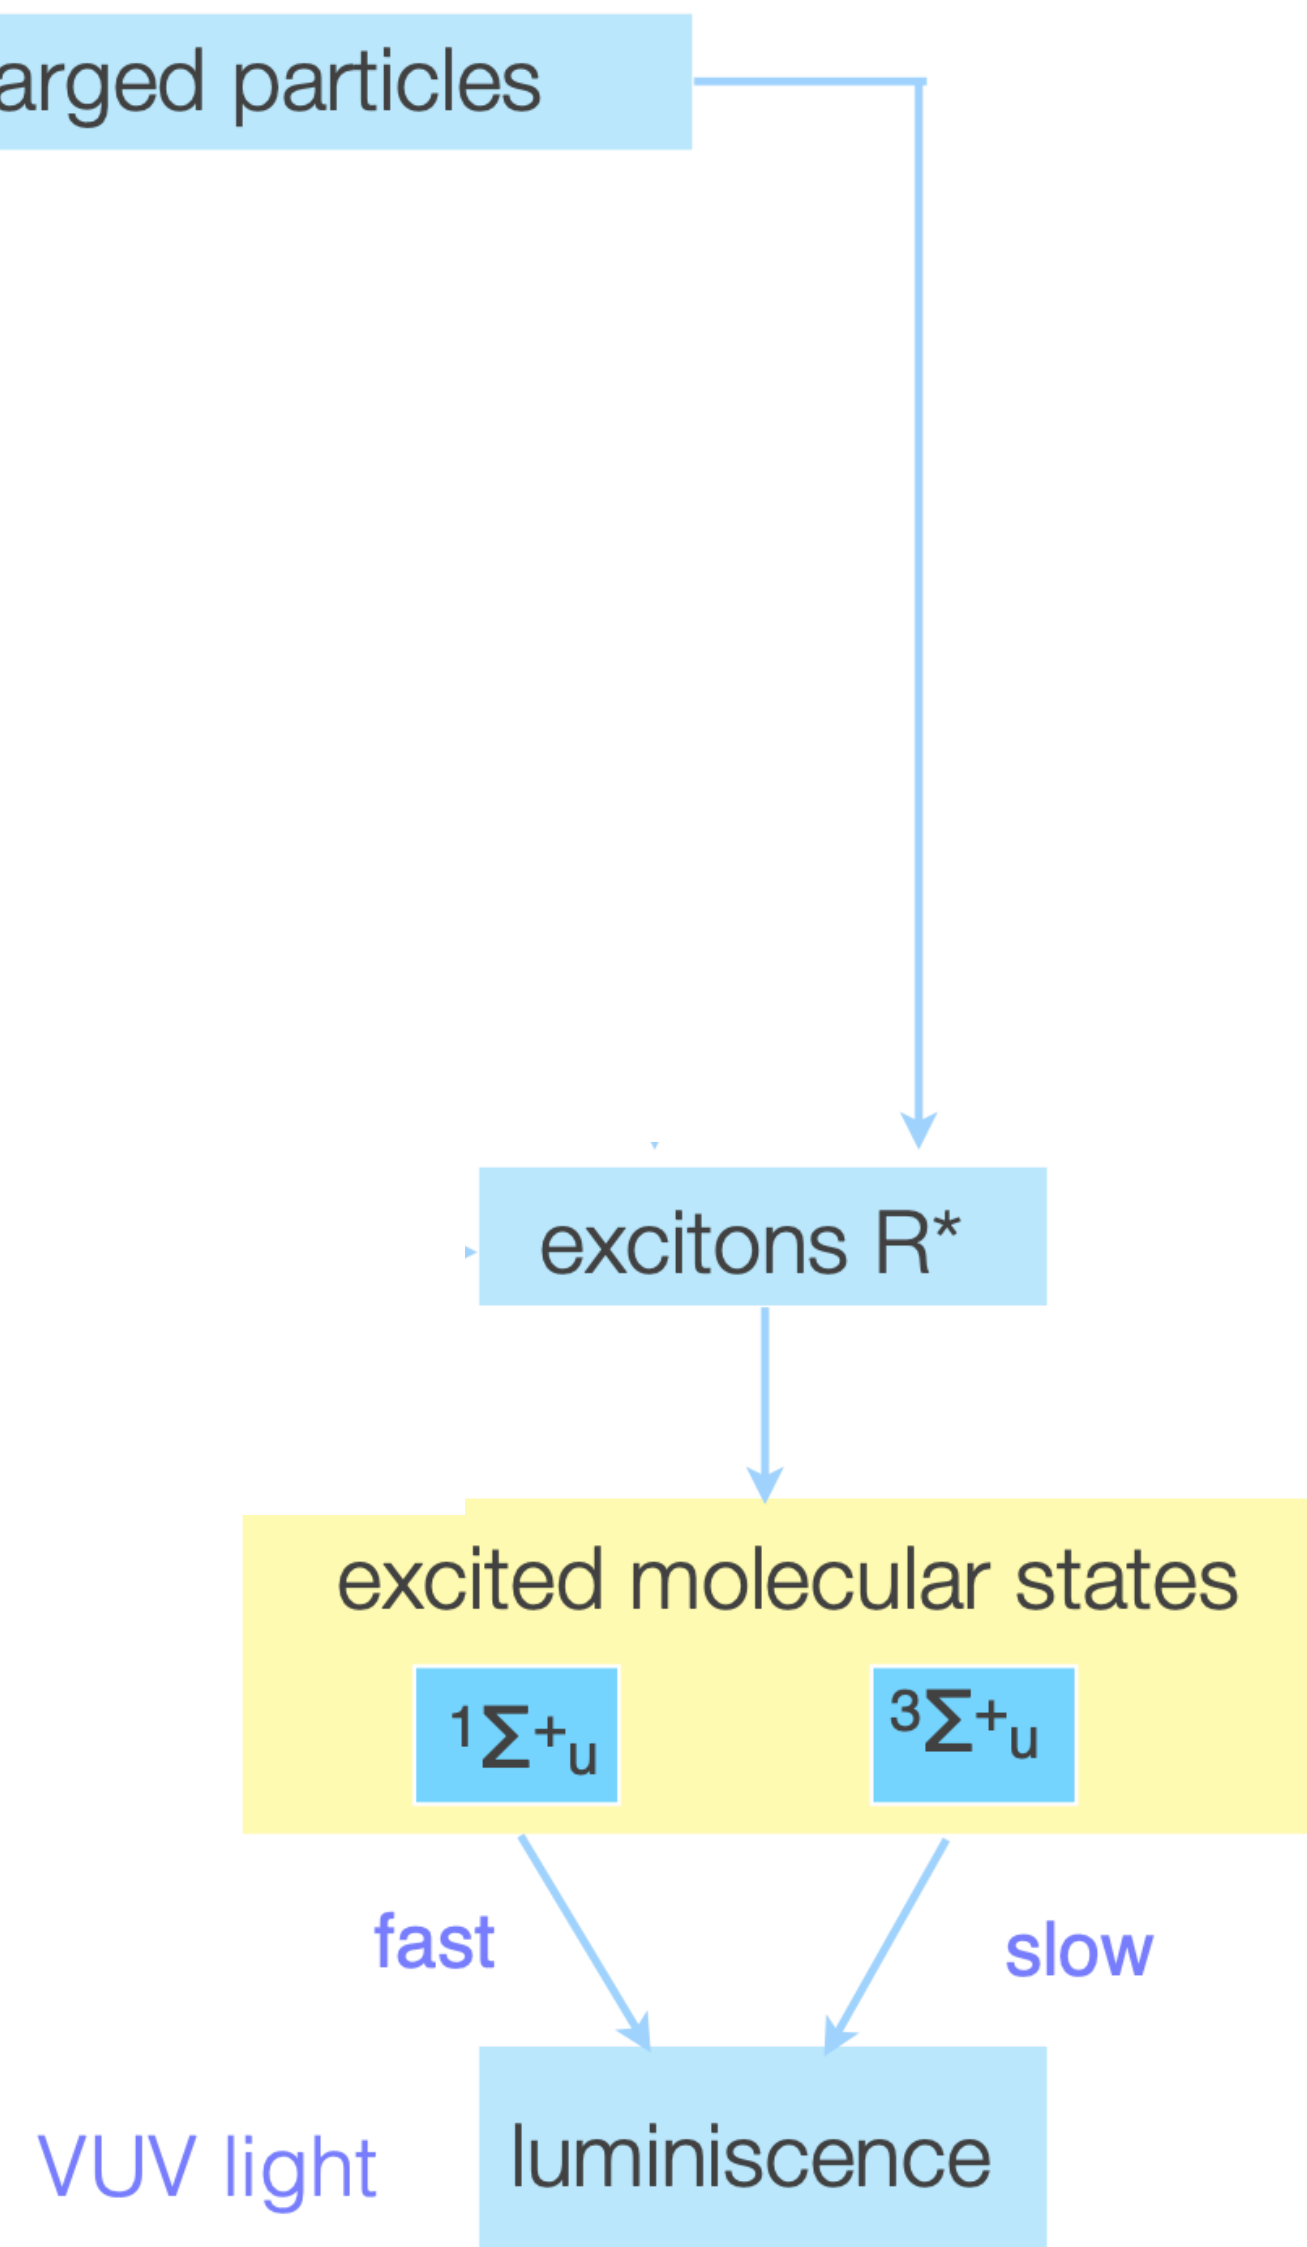 arged particles
excitons R*
excited molecular states
¹Σ⁺ᵤ
³Σ⁺ᵤ
fast
slow
VUV light
luminiscence